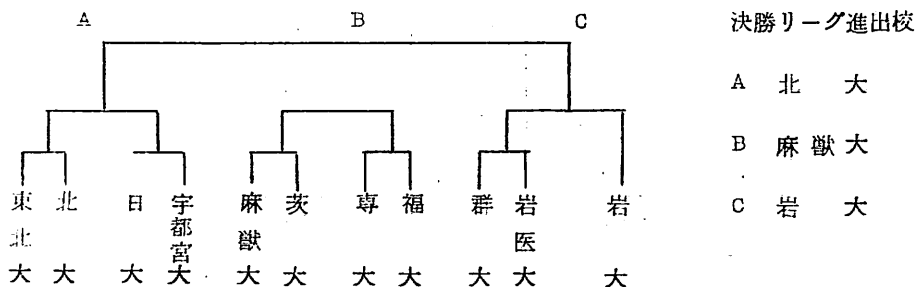 A B C
決勝リーグ進出校
A 北 大
B 麻獣大
C 岩 大
東北大
北大
日大
宇都宮大
麻獣大
茨大
専大
福大
群大
岩医大
岩大